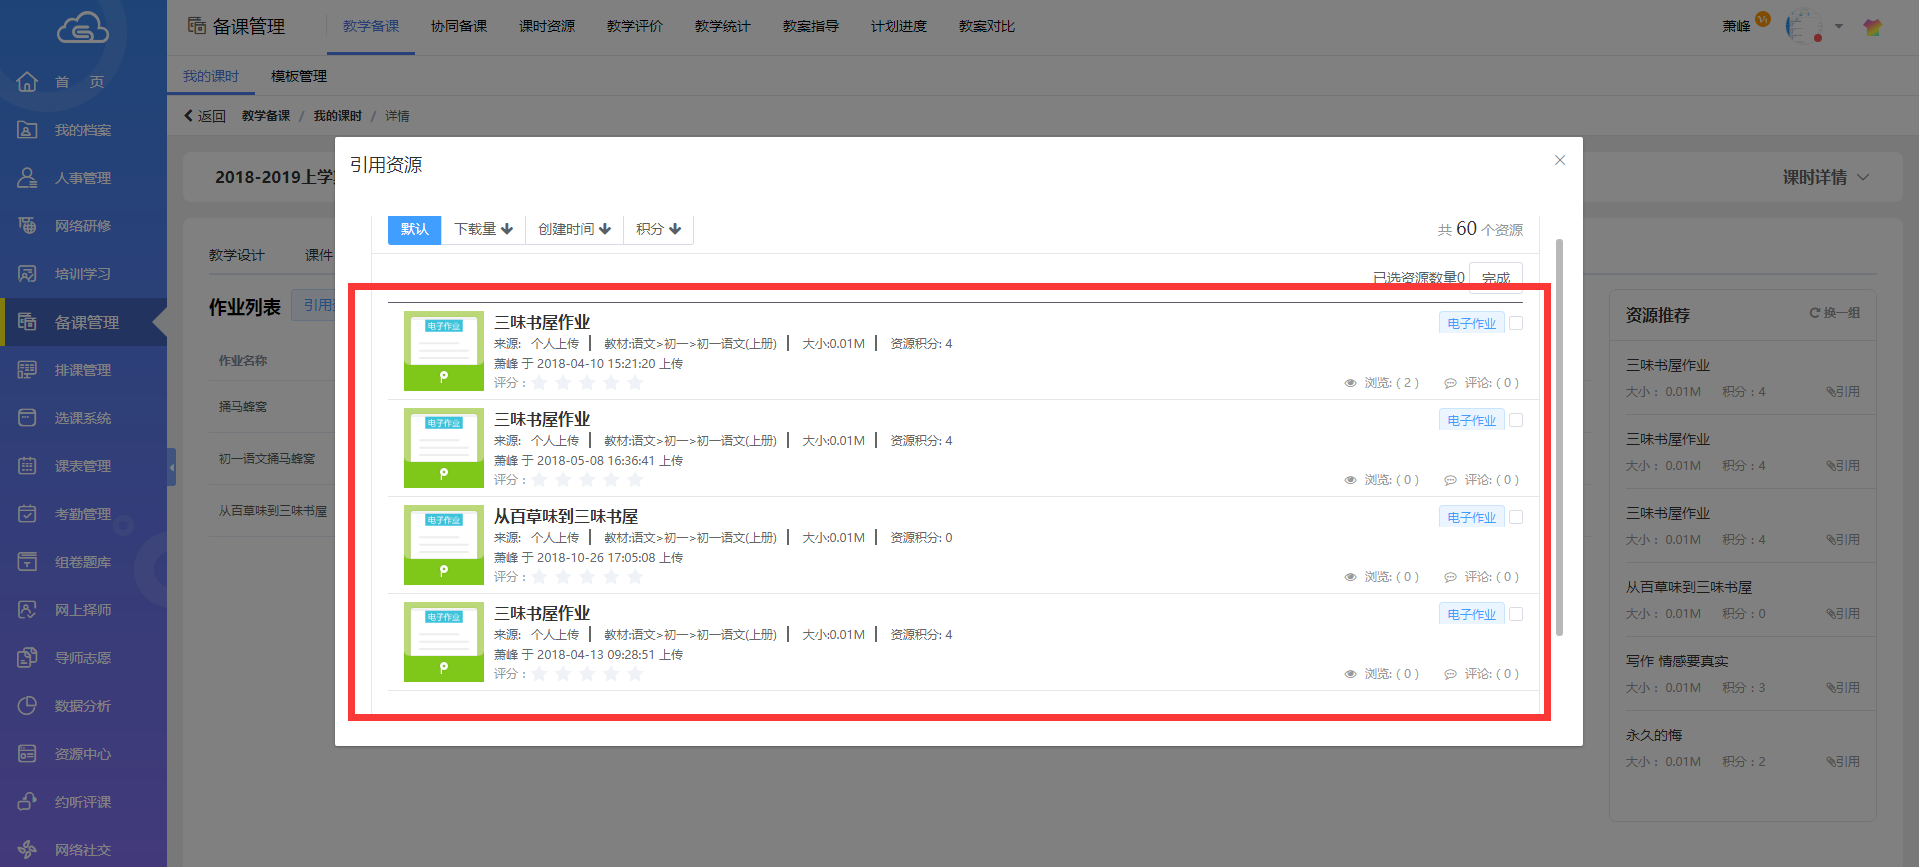 备课管理
教学备课 协同备课 课时资源 教学评价 教学统计 教案指导 计划进度 教案对比
萧峰
我的课时 模板管理
返回 教学备课 / 我的课时 / 详情
首 页
我的档案
人事管理
网络研修
培训学习
备课管理
排课管理
选课系统
课表管理
考勤管理
组卷题库
网上择师
导师志愿
数据分析
资源中心
约听评课
网络社交
2018-2019上学
课时详情
教学设计 课件
作业列表 引用
作业名称
捅马蜂窝
初一语文捅马蜂窝
从百草味到三味书屋
引用资源
默认 下载量 创建时间 积分
共 60 个资源
已选资源数量0 完成
三味书屋作业
电子作业
电子作业
来源: 个人上传 | 教材:语文>初一>初一语文(上册) | 大小:0.01M | 资源积分: 4
萧峰 于 2018-04-10 15:21:20 上传
评分 :
浏览: ( 2 ) 评论: ( 0 )
三味书屋作业
电子作业
电子作业
来源: 个人上传 | 教材:语文>初一>初一语文(上册) | 大小:0.01M | 资源积分: 4
萧峰 于 2018-05-08 16:36:41 上传
评分 :
浏览: ( 0 ) 评论: ( 0 )
从百草味到三味书屋
电子作业
电子作业
来源: 个人上传 | 教材:语文>初一>初一语文(上册) | 大小:0.01M | 资源积分: 0
萧峰 于 2018-10-26 17:05:08 上传
评分 :
浏览: ( 0 ) 评论: ( 0 )
三味书屋作业
电子作业
电子作业
来源: 个人上传 | 教材:语文>初一>初一语文(上册) | 大小:0.01M | 资源积分: 4
萧峰 于 2018-04-13 09:28:51 上传
评分 :
浏览: ( 0 ) 评论: ( 0 )
资源推荐 换一组
三味书屋作业
大小 : 0.01M 积分 : 4 引用
三味书屋作业
大小 : 0.01M 积分 : 4 引用
三味书屋作业
大小 : 0.01M 积分 : 4 引用
从百草味到三味书屋
大小 : 0.01M 积分 : 0 引用
写作 情感要真实
大小 : 0.01M 积分 : 3 引用
永久的悔
大小 : 0.01M 积分 : 2 引用